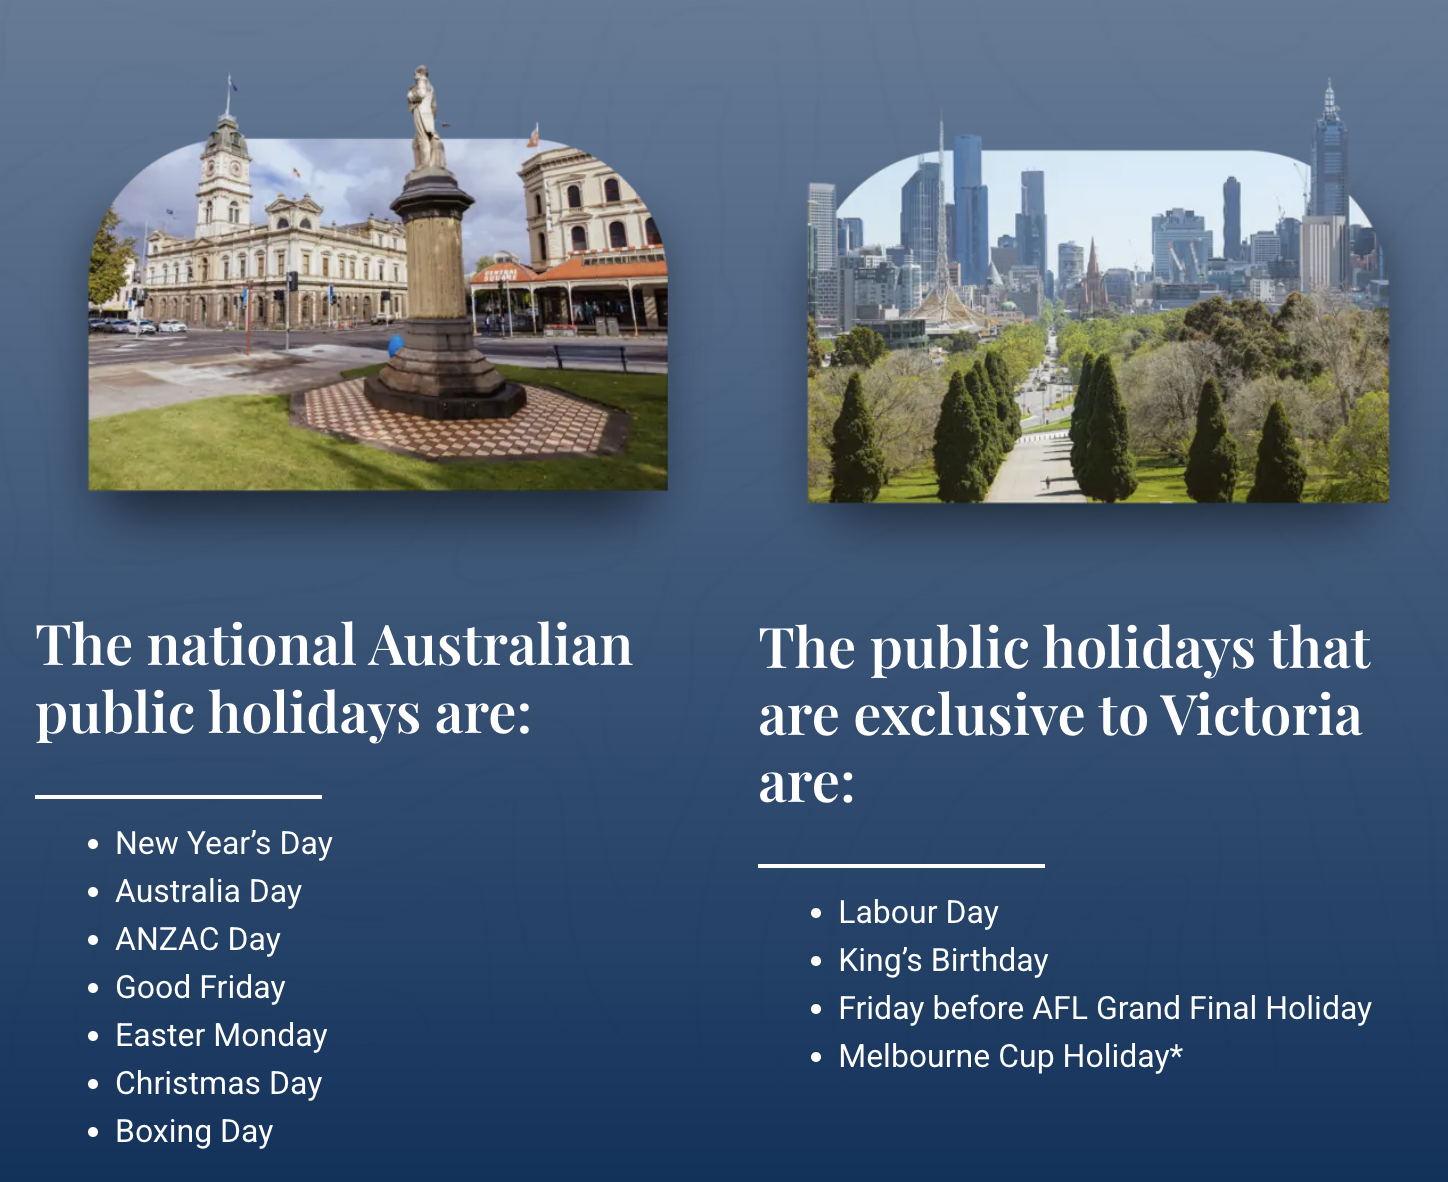 CENTRAL
SQUARE
The national Australian
public holidays are:
New Year’s Day
Australia Day
ANZAC Day
Good Friday
Easter Monday
Christmas Day
Boxing Day
The public holidays that
are exclusive to Victoria
are:
Labour Day
King’s Birthday
Friday before AFL Grand Final Holiday
Melbourne Cup Holiday*